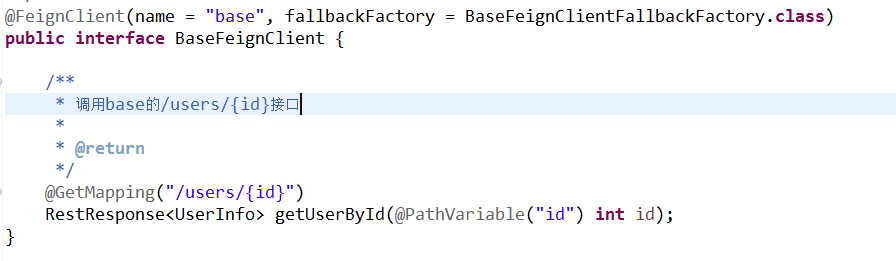 @FeignClient(name = "base", fallbackFactory = BaseFeignClientFallbackFactory.class)
public interface BaseFeignClient {
/**
* 调用base的/users/{id}接口
*
* @return
*/
@GetMapping("/users/{id}")
RestResponse<UserInfo> getUserById(@PathVariable("id") int id);
}